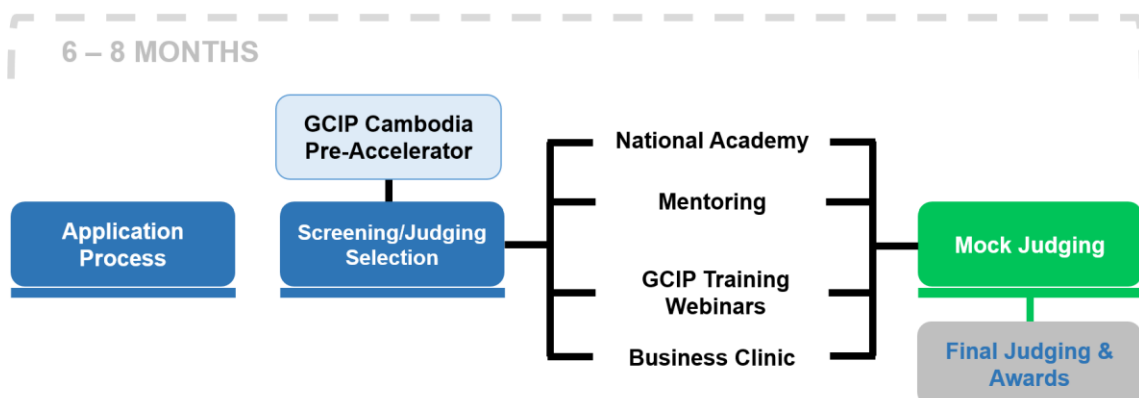 6 – 8 MONTHS
GCIP Cambodia
Pre-Accelerator
Application
Process
Screening/Judging
Selection
National Academy
Mentoring
GCIP Training
Webinars
Business Clinic
Mock Judging
Final Judging &
Awards